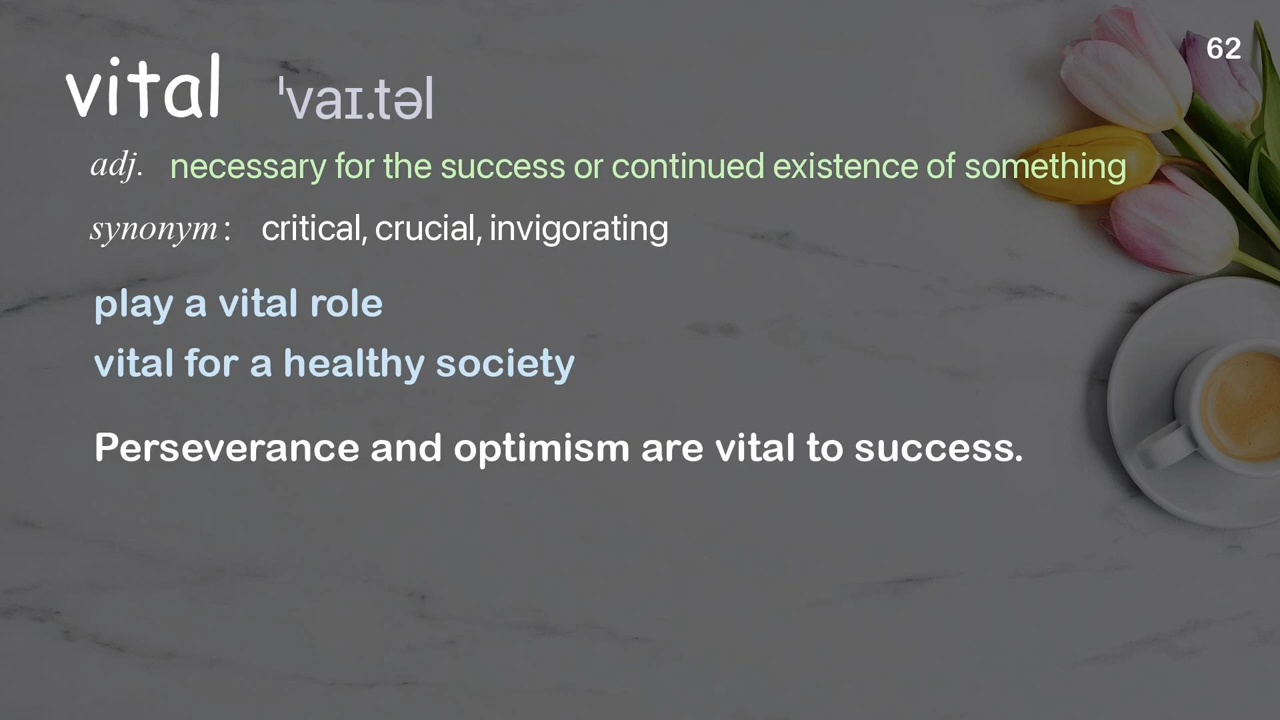 62
vital ˈvaɪ.təl
adj. necessary for the success or continued existence of something
synonym: critical, crucial, invigorating
play a vital role
vital for a healthy society
Perseverance and optimism are vital to success.